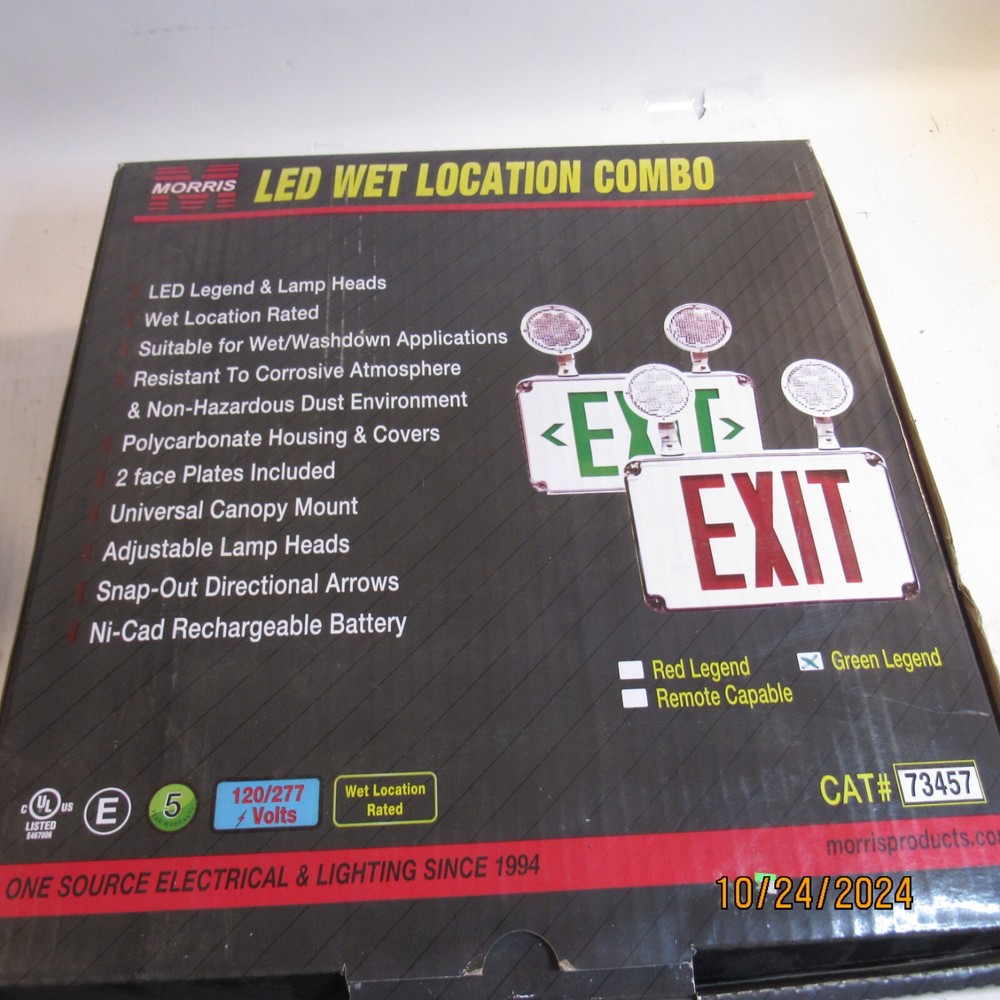 MORRIS
LED WET LOCATION COMBO
LED Legend & Lamp Heads
Wet Location Rated
Suitable for Wet/Washdown Applications
Resistant To Corrosive Atmosphere
& Non-Hazardous Dust Environment
Polycarbonate Housing & Covers
2 face Plates Included
Universal Canopy Mount
Adjustable Lamp Heads
Snap-Out Directional Arrows
Ni-Cad Rechargeable Battery
< EXIT >
EXIT
Red Legend
Green Legend
Remote Capable
C UL US
LISTED
E467006
E
5
120/277
Volts
Wet Location
Rated
CAT# 73457
morrisproducts.co
ONE SOURCE ELECTRICAL & LIGHTING SINCE 1994
10/24/2024